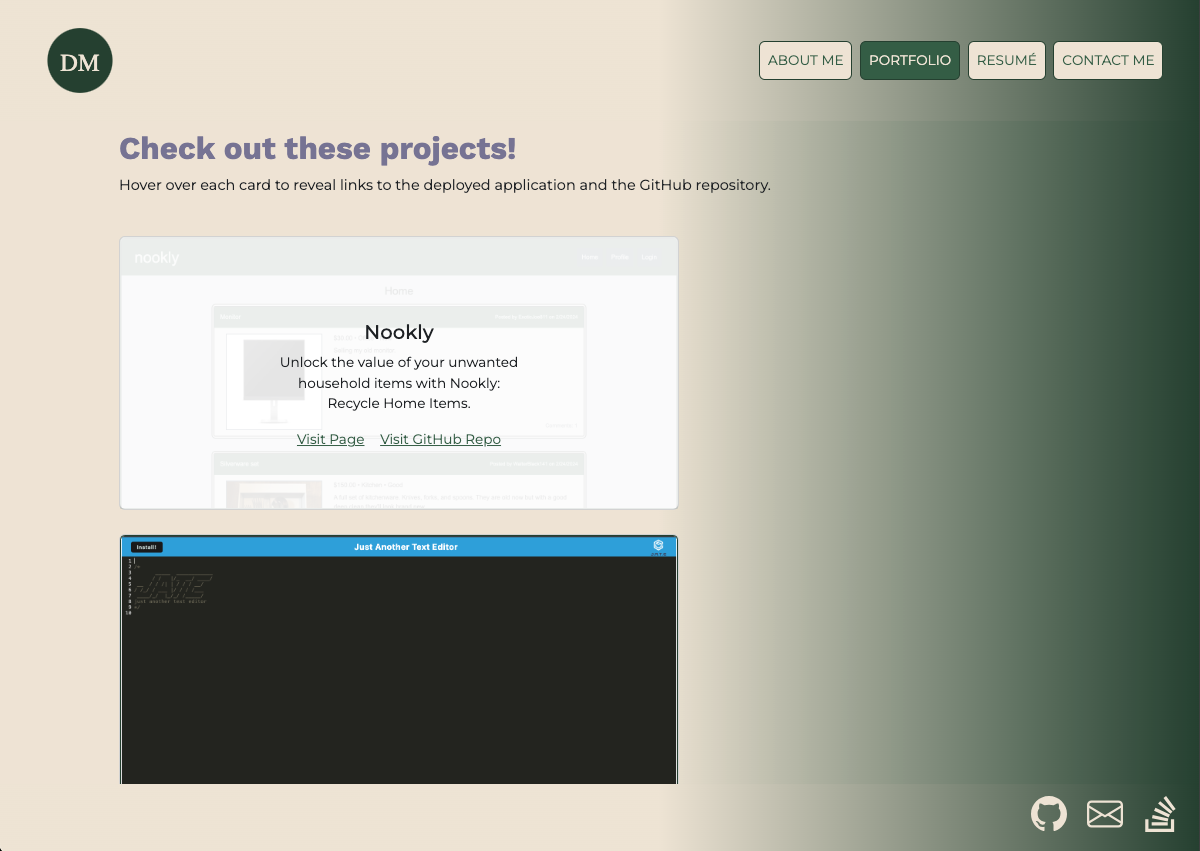 DM
ABOUT ME
PORTFOLIO
RESUMÉ
CONTACT ME
Check out these projects!
Hover over each card to reveal links to the deployed application and the GitHub repository.
nookly
Home
Profile
Login
Home
Nookly
Unlock the value of your unwanted
household items with Nookly:
Recycle Home Items.
Visit Page
Visit GitHub Repo
Install!
Just Another Text Editor
1
2 /*
3
4
5
6
7
8 just another text editor
9 */
10